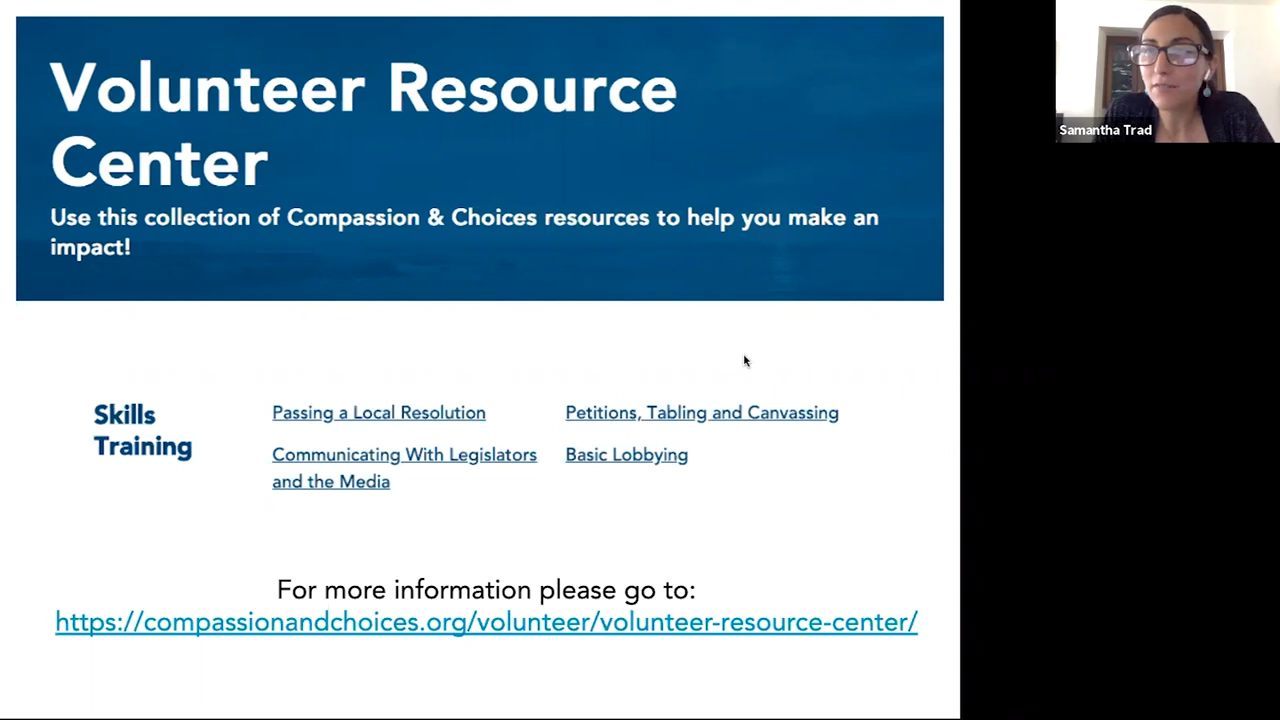 Volunteer Resource
Center
Use this collection of Compassion & Choices resources to help you make an
impact!
Samantha Trad
Skills
Training
Passing a Local Resolution
Petitions, Tabling and Canvassing
Communicating With Legislators
and the Media
Basic Lobbying
For more information please go to:
https://compassionandchoices.org/volunteer/volunteer-resource-center/